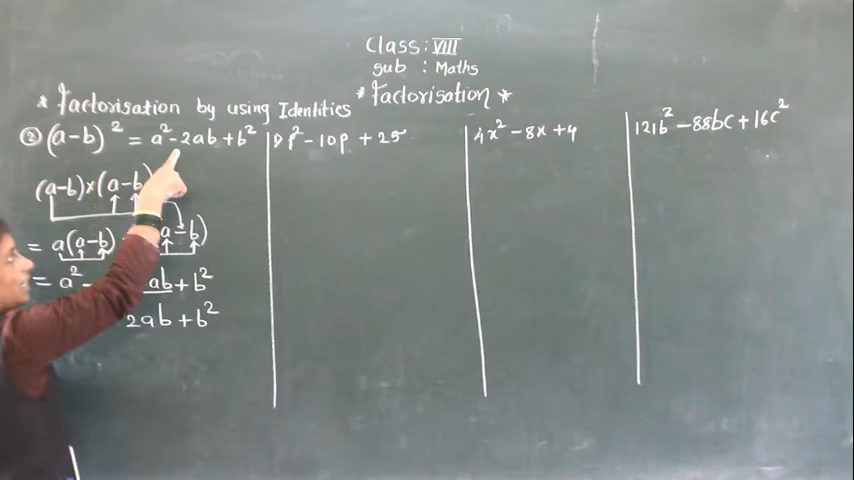 Class: VIII
Sub : Maths
* Factorisation *
* Factorisation by using Identities
② (a-b)² = a² - 2ab + b²
(a-b)×(a-b)
= a(a-b) a-b)
= a² - ab + b²
2ab + b²
p² - 10p + 25
4x² - 8x + 4
121b² - 88bc + 16c²